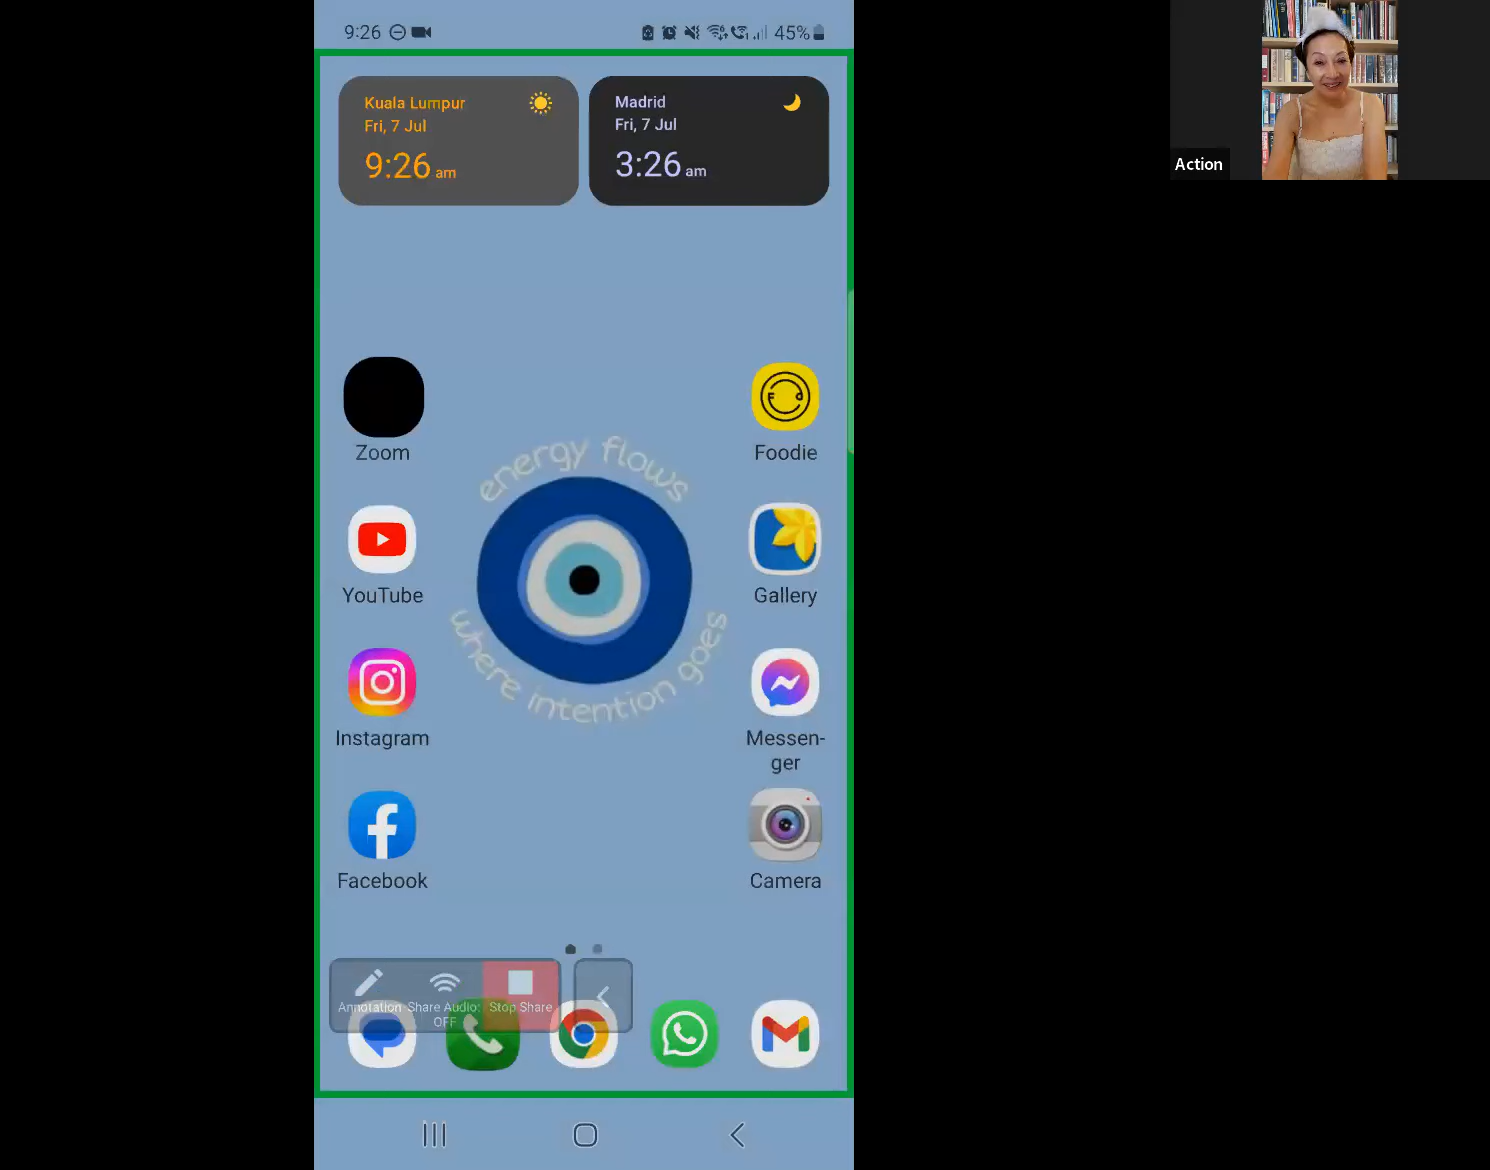 9:26
45%
Kuala Lumpur
Fri, 7 Jul
9:26 am
Madrid
Fri, 7 Jul
3:26 am
Action
Zoom
Foodie
energy flows
where intention goes
YouTube
Gallery
Instagram
Messen-
ger
Facebook
Camera
Annotation
Share Audio:
OFF
Stop Share